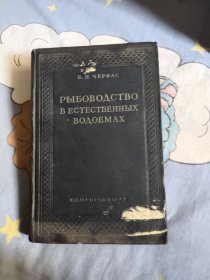 Б. И. ЧЕРФАС
РЫБОВОДСТВО
В ЕСТЕСТВЕННЫХ
ВОДОЕМАХ
ПИЩЕПРОМИЗДАТ